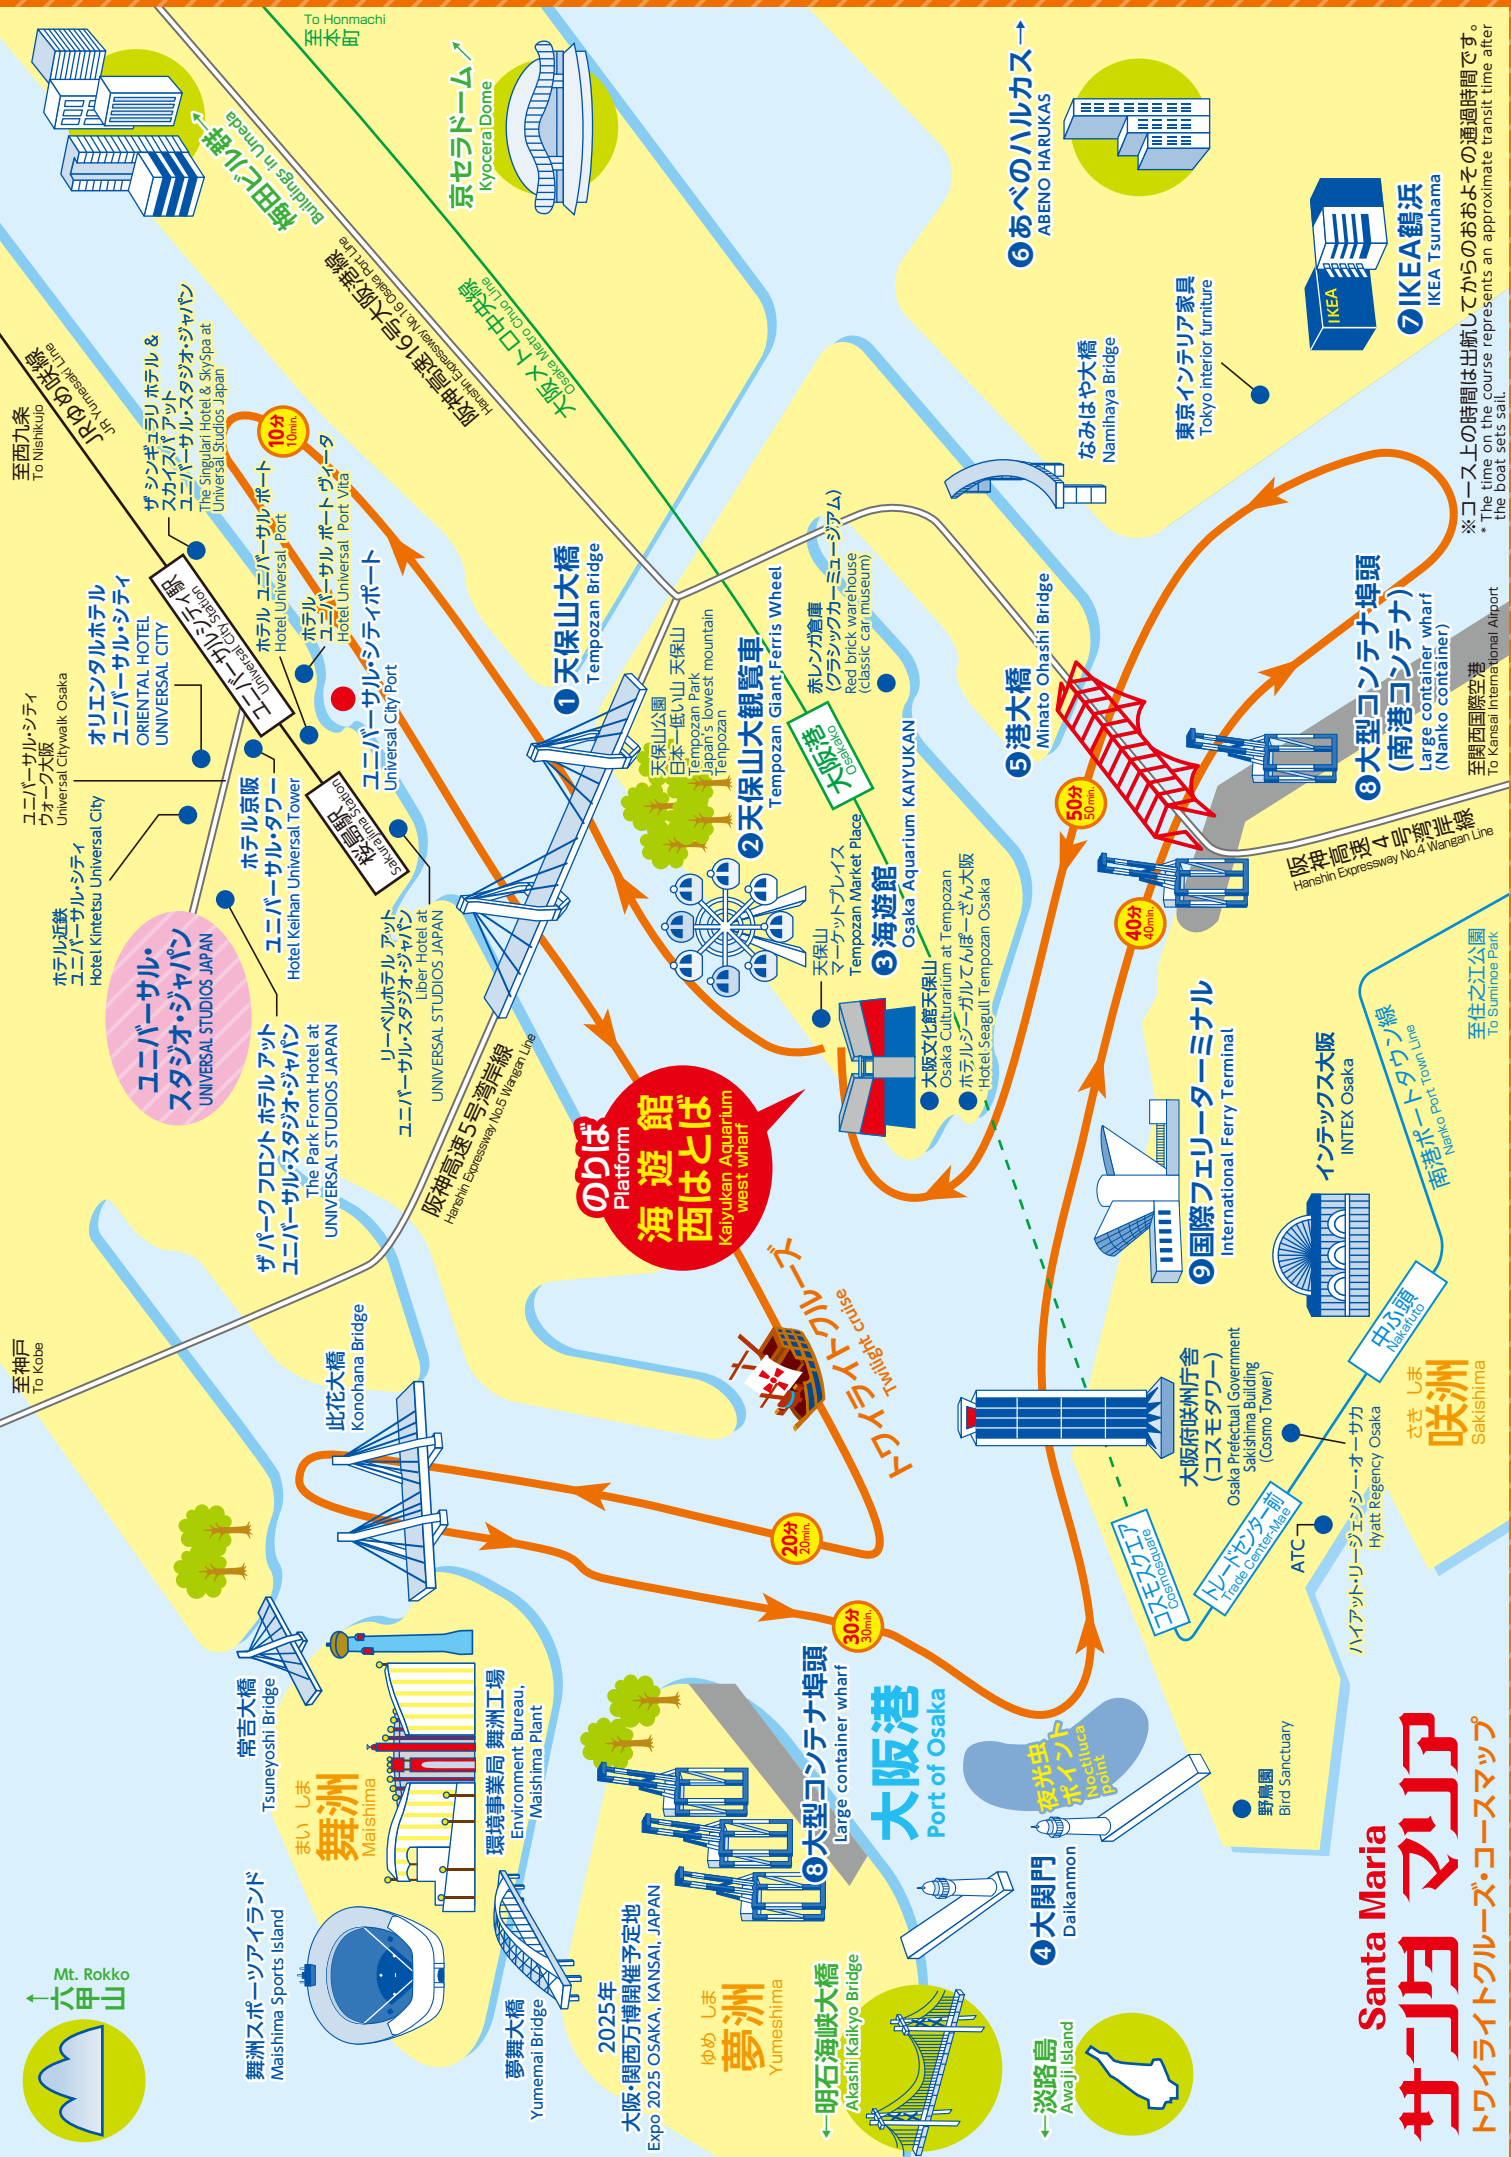 Santa Maria
サンタ マリア
トワイライトクルーズ・コースマップ
※コース上の時間は出航してからのおおよその通過時間です。
* The time on the course represents an approximate transit time after
the boat sets sail.
六甲山
Mt. Rokko
至神戸
To Kobe
至西九条
To Nishikujo
JRゆめ咲線
JR Yumesaki Line
至本町
To Honmachi
梅田ビル群
Buildings in Umeda
京セラドーム
Kyocera Dome
阪神高速16号大阪港線
Hanshin Expressway No.16 Osaka Port Line
大阪メトロ中央線
Osaka Metro Chuo Line
ザ シンギュラリ ホテル &
スカイスパ アット
ユニバーサル・スタジオ・ジャパン
The Singulari Hotel & SkySpa at
Universal Studios Japan
10分
10min.
ホテル ユニバーサル ポート
Hotel Universal Port
ホテル
ユニバーサル ポート ヴィータ
Hotel Universal Port Vita
ユニバーサル・シティポート
Universal City Port
ユニバーサルシティ駅
Universal City Station
オリエンタルホテル
ユニバーサル・シティ
ORIENTAL HOTEL
UNIVERSAL CITY
ユニバーサル・シティ
ウォーク大阪
Universal Citywalk Osaka
ホテル近鉄
ユニバーサル・シティ
Hotel Kintetsu Universal City
ホテル京阪
ユニバーサル・タワー
Hotel Keihan Universal Tower
桜島駅
Sakurajima Station
リーベルホテル アット
ユニバーサル・スタジオ・ジャパン
Liber Hotel at
UNIVERSAL STUDIOS JAPAN
ユニバーサル・
スタジオ・ジャパン
UNIVERSAL STUDIOS JAPAN
ザ パーク フロント ホテル アット
ユニバーサル・スタジオ・ジャパン
The Park Front Hotel at
UNIVERSAL STUDIOS JAPAN
阪神高速5号湾岸線
Hanshin Expressway No.5 Wangan Line
此花大橋
Konohana Bridge
常吉大橋
Tsuneyoshi Bridge
まい しま
舞洲
Maishima
環境事業局 舞洲工場
Environment Bureau,
Maishima Plant
舞洲スポーツアイランド
Maishima Sports Island
夢舞大橋
Yumemai Bridge
2025年
大阪・関西万博開催予定地
Expo 2025 OSAKA, KANSAI, JAPAN
ゆめ しま
夢洲
Yumeshima
明石海峡大橋
Akashi Kaikyo Bridge
淡路島
Awaji Island
❽大型コンテナ埠頭
Large container wharf
大阪港
Port of Osaka
❹大関門
Daikanmon
夜光虫
ポイント
Noctiluca
point
20分
20min.
30分
30min.
トワイライトクルーズ
Twilight cruise
のりば
Platform
海遊館
西はとば
Kaiyukan Aquarium
west wharf
❶天保山大橋
Tempozan Bridge
天保山公園
日本一低い山 天保山
Tempozan Park
Japan's lowest mountain
Tenpozan
❷天保山大観覧車
Tempozan Giant Ferris Wheel
天保山
マーケットプレイス
Tempozan Market Place
❸海遊館
Osaka Aquarium KAIYUKAN
大阪港
Osakako
赤レンガ倉庫
(クラシックカーミュージアム)
Red brick warehouse
(classic car museum)
大阪文化館天保山
Osaka Culturarium at Tempozan
ホテルシーガルてんぽーざん大阪
Hotel Seagull Tempozan Osaka
❺港大橋
Minato Ohashi Bridge
50分
50min.
40分
40min.
なみはや大橋
Namihaya Bridge
❻あべのハルカス
ABENO HARUKAS
東京インテリア家具
Tokyo interior furniture
IKEA
❼IKEA鶴浜
IKEA Tsuruhama
❽大型コンテナ埠頭
(南港コンテナ)
Large container wharf
(Nanko container)
至関西国際空港
To Kansai International Airport
阪神高速4号湾岸線
Hanshin Expressway No.4 Wangan Line
至住之江公園
To Suminoe Park
南港ポートタウン線
Nanko Port Town Line
❾国際フェリーターミナル
International Ferry Terminal
インテックス大阪
INTEX Osaka
中ふ頭
Nakafuto
さき しま
咲洲
Sakishima
大阪府咲洲庁舎
(コスモタワー)
Osaka Prefectual Government
Sakishima Building
(Cosmo Tower)
ハイアット・リージェンシー・オーサカ
Hyatt Regency Osaka
ATC
トレードセンター前
Trade Center-Mae
コスモスクエア
Cosmosquare
野鳥園
Bird Sanctuary